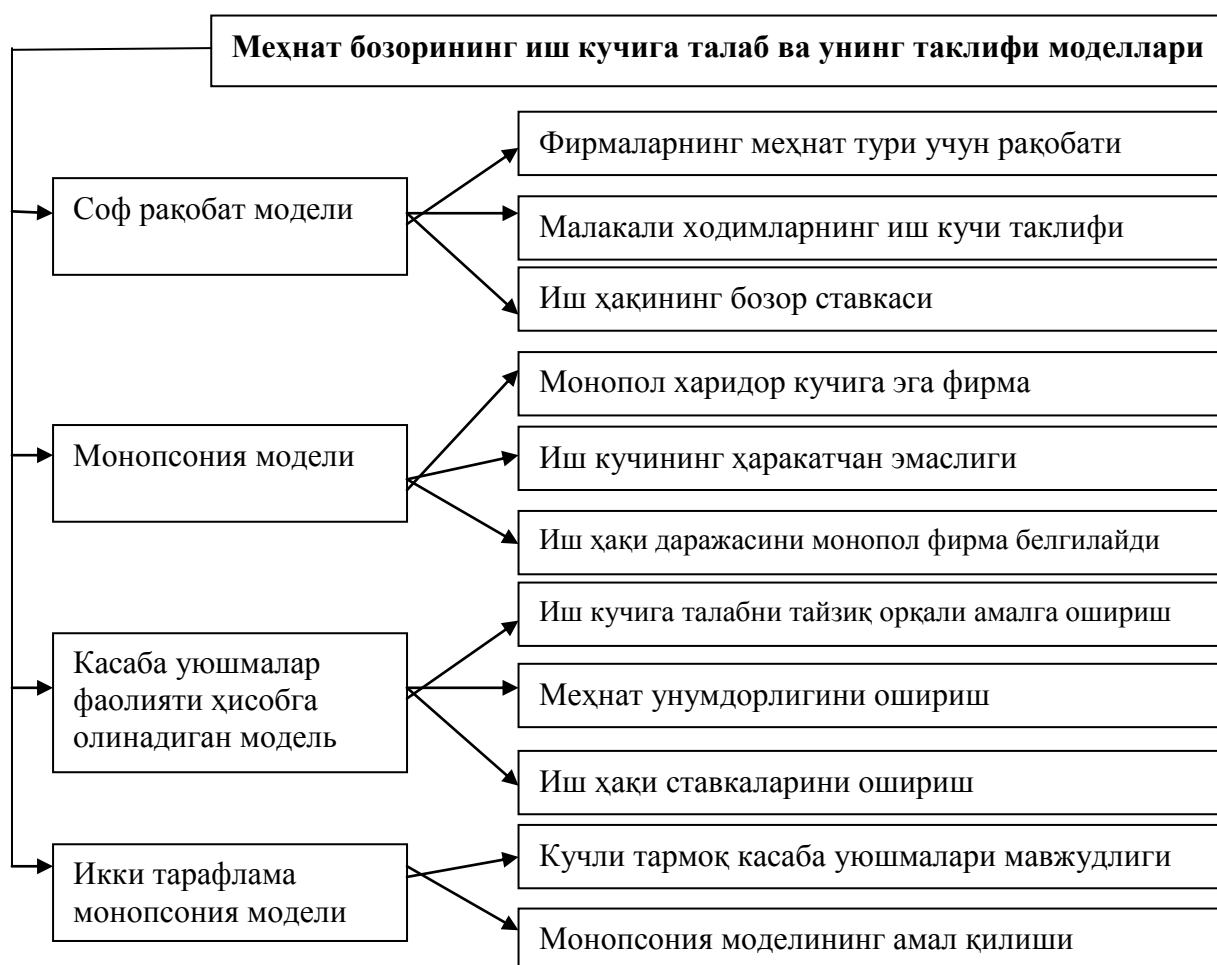 Меҳнат бозорининг иш кучига талаб ва унинг таклифи моделлари
Соф рақобат модели
Фирмаларнинг меҳнат тури учун рақобати
Малакали ходимларнинг иш кучи таклифи
Иш ҳақининг бозор ставкаси
Монопсония модели
Монопол харидор кучига эга фирма
Иш кучининг ҳаракатчан эмаслиги
Иш ҳақи даражасини монопол фирма белгилайди
Касаба уюшмалар
фаолияти ҳисобга
олинадиган модель
Иш кучига талабни тайзиқ орқали амалга ошириш
Меҳнат унумдорлигини ошириш
Иш ҳақи ставкаларини ошириш
Икки тарафлама
монопсония модели
Кучли тармоқ касаба уюшмалари мавжудлиги
Монопсония моделининг амал қилиши